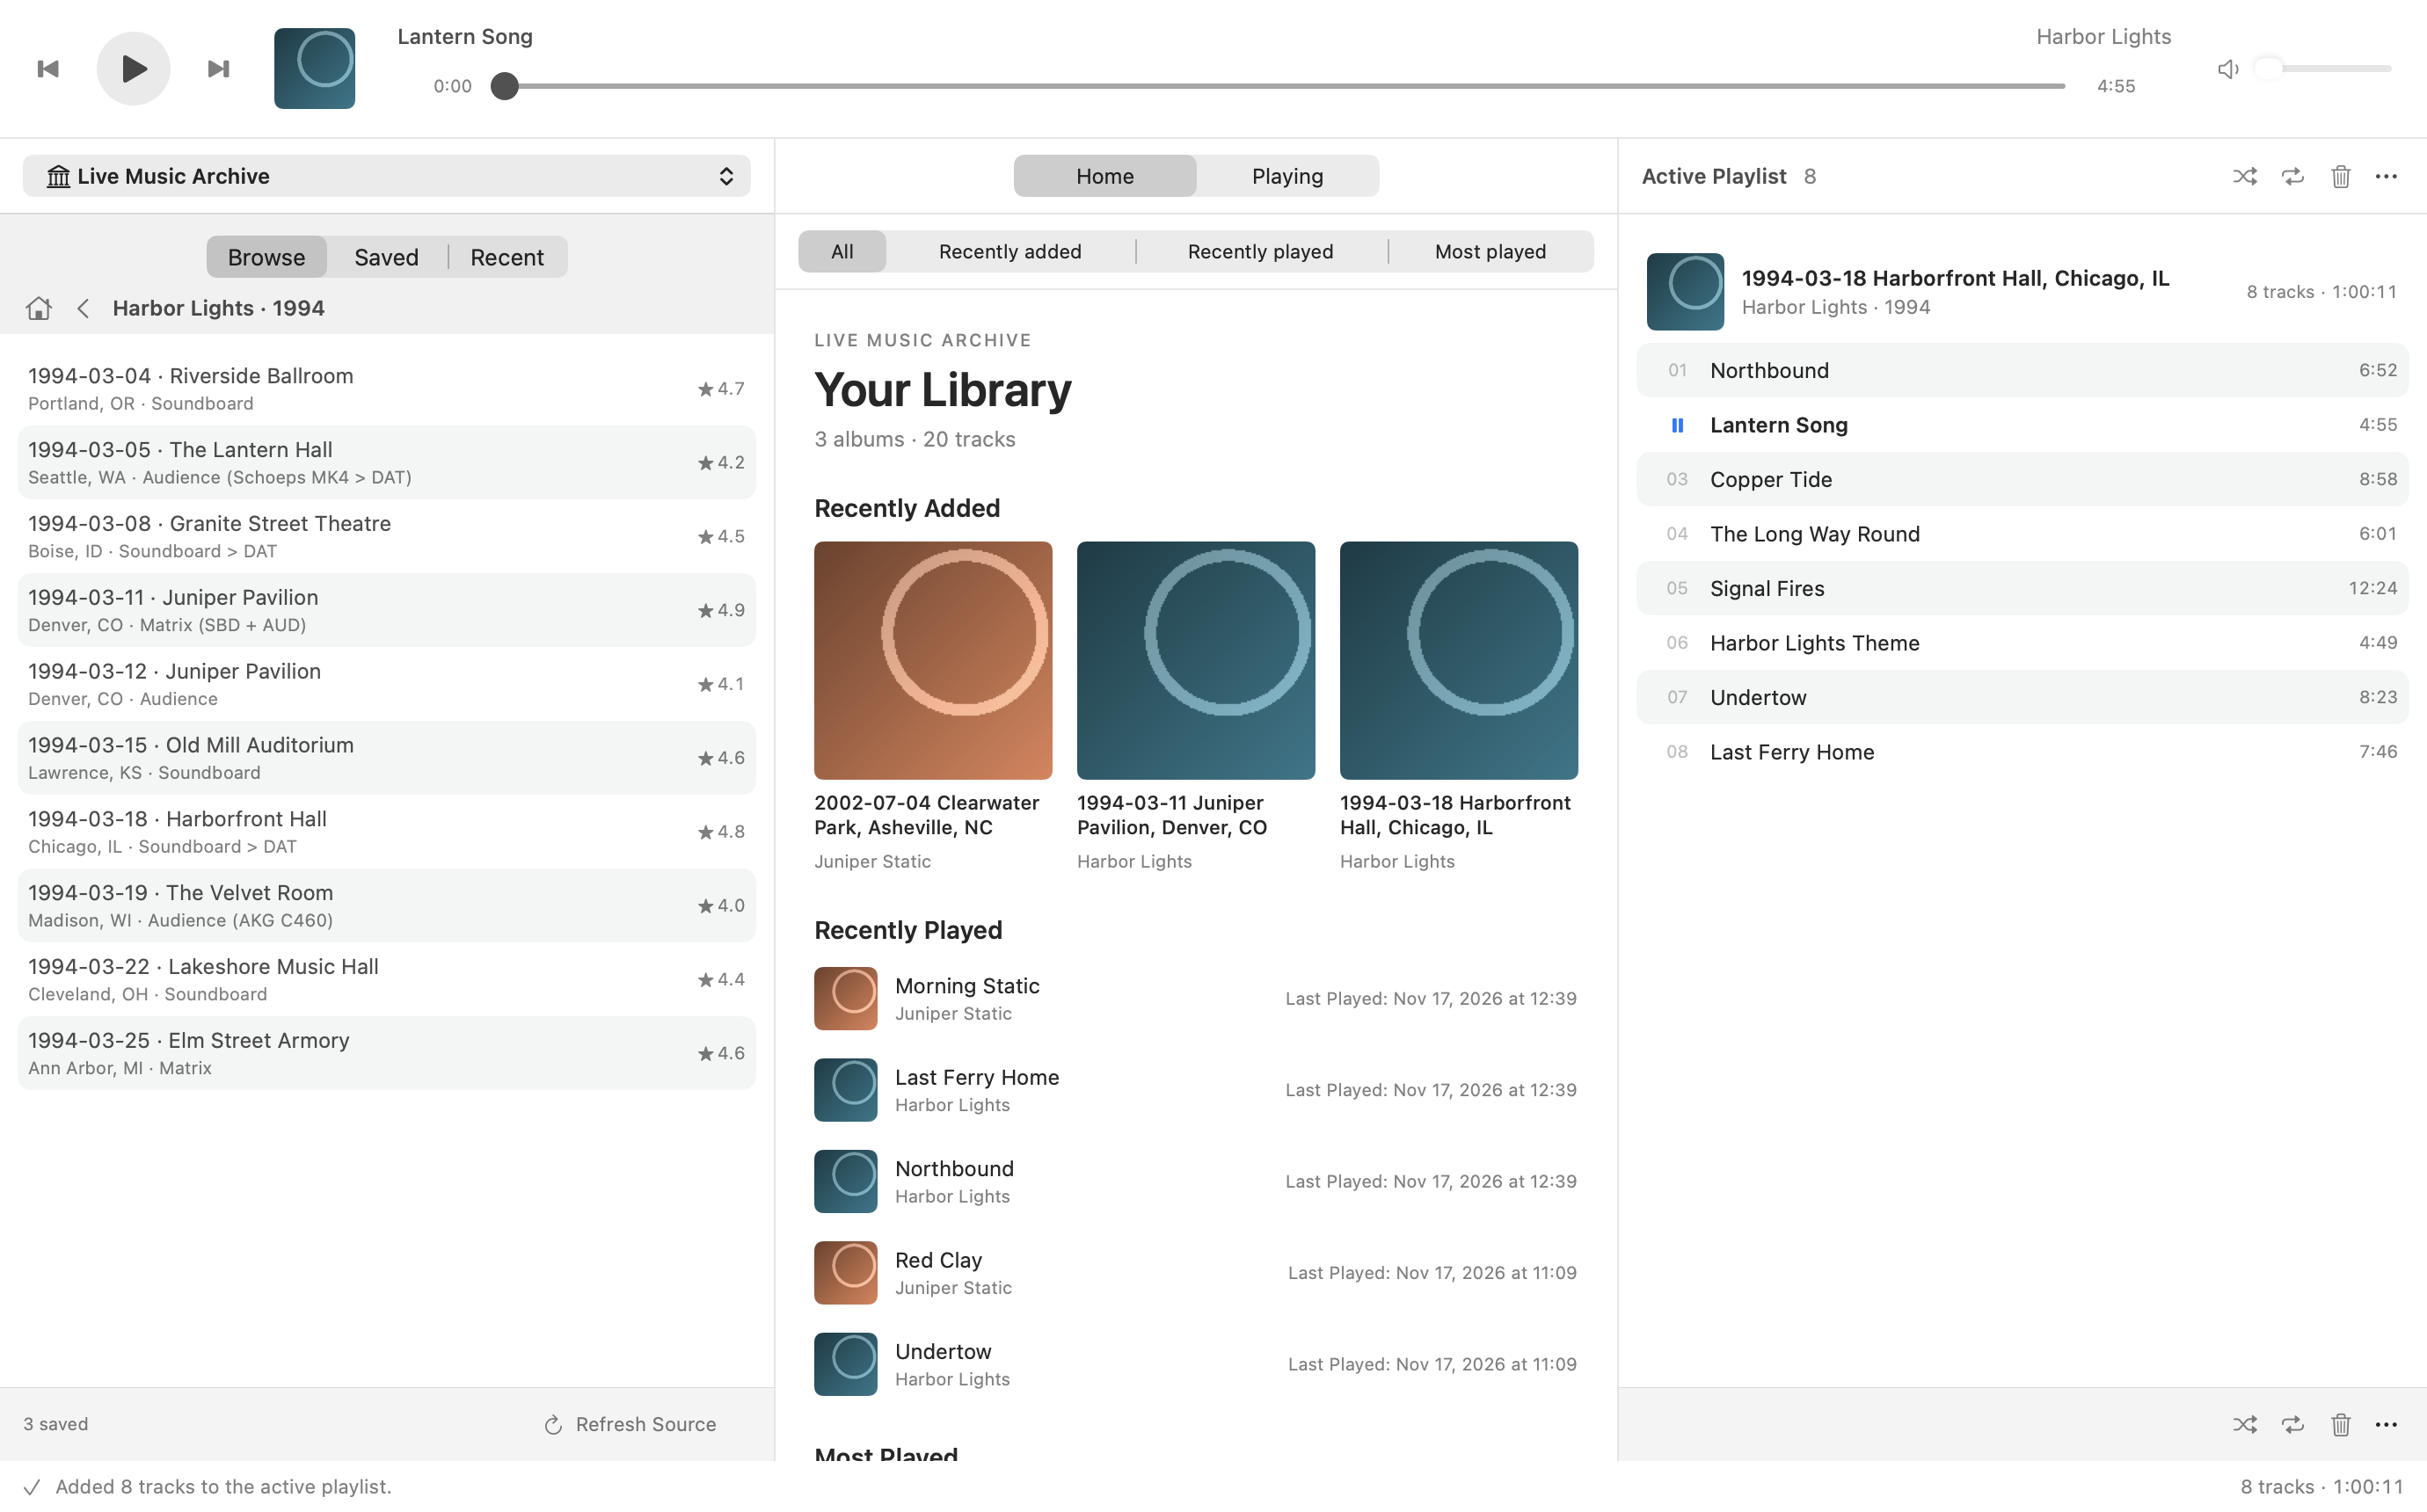 Lantern Song
Harbor Lights
0:00
4:55
Live Music Archive
Browse
Saved
Recent
Harbor Lights · 1994
1994-03-04 · Riverside Ballroom
Portland, OR · Soundboard
★ 4.7
1994-03-05 · The Lantern Hall
Seattle, WA · Audience (Schoeps MK4 > DAT)
★ 4.2
1994-03-08 · Granite Street Theatre
Boise, ID · Soundboard > DAT
★ 4.5
1994-03-11 · Juniper Pavilion
Denver, CO · Matrix (SBD + AUD)
★ 4.9
1994-03-12 · Juniper Pavilion
Denver, CO · Audience
★ 4.1
1994-03-15 · Old Mill Auditorium
Lawrence, KS · Soundboard
★ 4.6
1994-03-18 · Harborfront Hall
Chicago, IL · Soundboard > DAT
★ 4.8
1994-03-19 · The Velvet Room
Madison, WI · Audience (AKG C460)
★ 4.0
1994-03-22 · Lakeshore Music Hall
Cleveland, OH · Soundboard
★ 4.4
1994-03-25 · Elm Street Armory
Ann Arbor, MI · Matrix
★ 4.6
3 saved
Refresh Source
Home
Playing
All
Recently added
Recently played
Most played
LIVE MUSIC ARCHIVE
Your Library
3 albums · 20 tracks
Recently Added
2002-07-04 Clearwater
Park, Asheville, NC
Juniper Static
1994-03-11 Juniper
Pavilion, Denver, CO
Harbor Lights
1994-03-18 Harborfront
Hall, Chicago, IL
Harbor Lights
Recently Played
Morning Static
Juniper Static
Last Played: Nov 17, 2026 at 12:39
Last Ferry Home
Harbor Lights
Last Played: Nov 17, 2026 at 12:39
Northbound
Harbor Lights
Last Played: Nov 17, 2026 at 12:39
Red Clay
Juniper Static
Last Played: Nov 17, 2026 at 11:09
Undertow
Harbor Lights
Last Played: Nov 17, 2026 at 11:09
Most Played
Active Playlist 8
1994-03-18 Harborfront Hall, Chicago, IL
Harbor Lights · 1994
8 tracks · 1:00:11
01 Northbound 6:52
Lantern Song 4:55
03 Copper Tide 8:58
04 The Long Way Round 6:01
05 Signal Fires 12:24
06 Harbor Lights Theme 4:49
07 Undertow 8:23
08 Last Ferry Home 7:46
Added 8 tracks to the active playlist.
8 tracks · 1:00:11